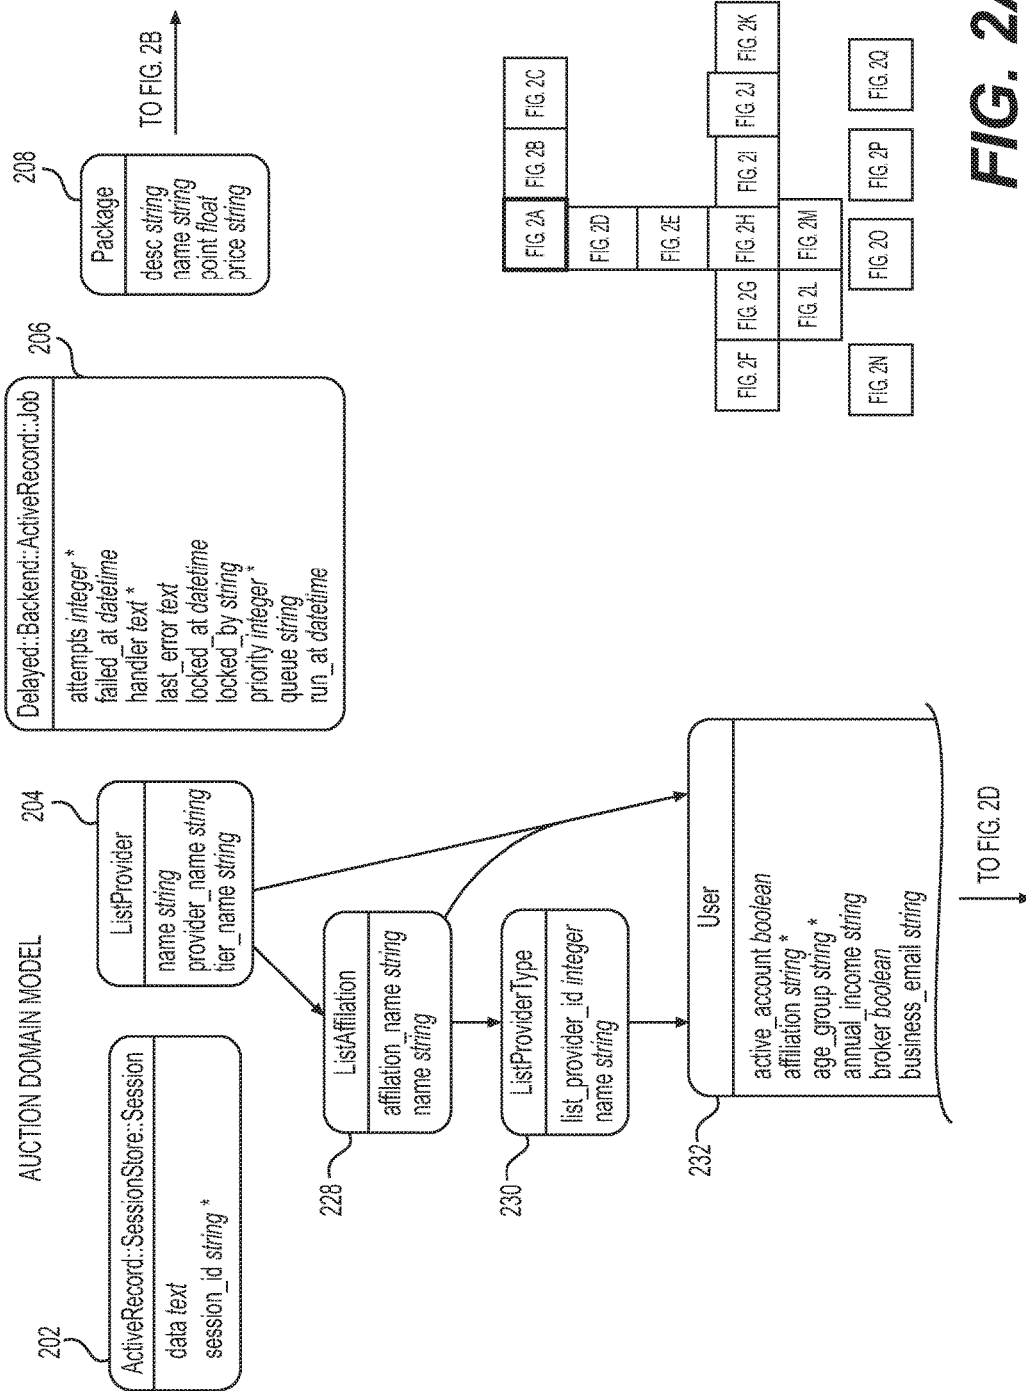 AUCTION DOMAIN MODEL
202
ActiveRecord::SessionStore::Session
data text
session_id string *
204
ListProvider
name string
provider_name string
tier_name string
206
Delayed::Backend::ActiveRecord::Job
attempts integer *
failed_at datetime
handler text *
last_error text
locked_at datetime
locked_by string
priority integer *
queue string
run_at datetime
208
Package
desc string
name string
point float
price string
TO FIG. 2B
228
ListAffilation
affilation_name string
name string
230
ListProviderType
list_provider_id integer
name string
232
User
active_account boolean
affiliation string *
age_group string *
annual_income string
broker boolean
business_email string
TO FIG. 2D
FIG. 2A
FIG. 2B
FIG. 2C
FIG. 2D
FIG. 2E
FIG. 2F
FIG. 2G
FIG. 2H
FIG. 2I
FIG. 2J
FIG. 2K
FIG. 2L
FIG. 2M
FIG. 2N
FIG. 2O
FIG. 2P
FIG. 2Q
FIG. 2A